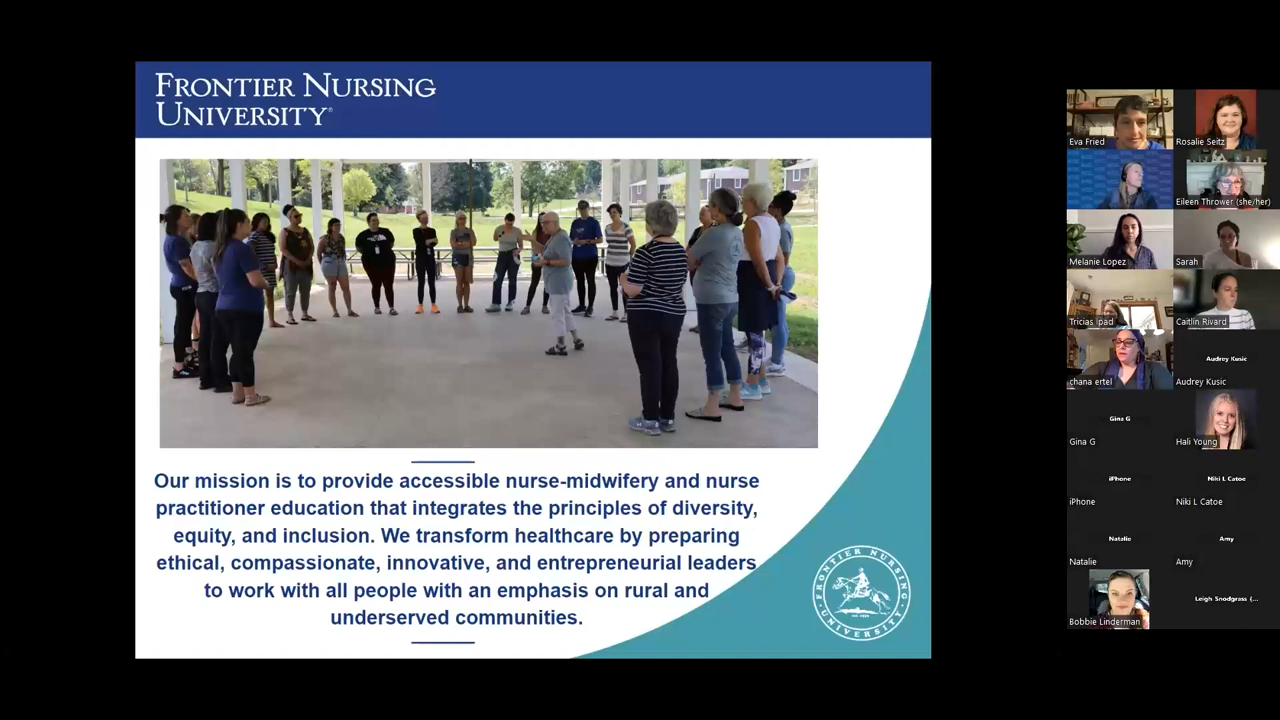 FRONTIER NURSING
UNIVERSITY®
Our mission is to provide accessible nurse-midwifery and nurse
practitioner education that integrates the principles of diversity,
equity, and inclusion. We transform healthcare by preparing
ethical, compassionate, innovative, and entrepreneurial leaders
to work with all people with an emphasis on rural and
underserved communities.
FRONTIER NURSING
UNIVERSITY
Eva Fried
Rosalie Seitz
Eileen Thrower (she/her)
Melanie Lopez
Sarah
Tricias ipad
Caitlin Rivard
chana ertel
Audrey Kusic
Audrey Kusic
Gina G
Gina G
Hali Young
iPhone
Niki L Catoe
iPhone
Niki L Catoe
Natalie
Amy
Natalie
Amy
Bobbie Linderman
Leigh Snodgrass (...